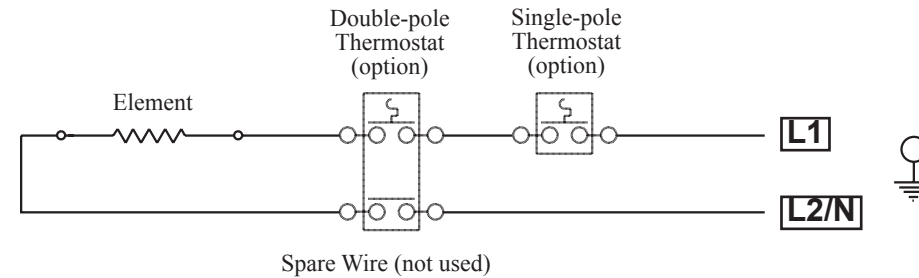 Double-pole
Thermostat
(option)
Single-pole
Thermostat
(option)
Element
L1
L2/N
Spare Wire (not used)